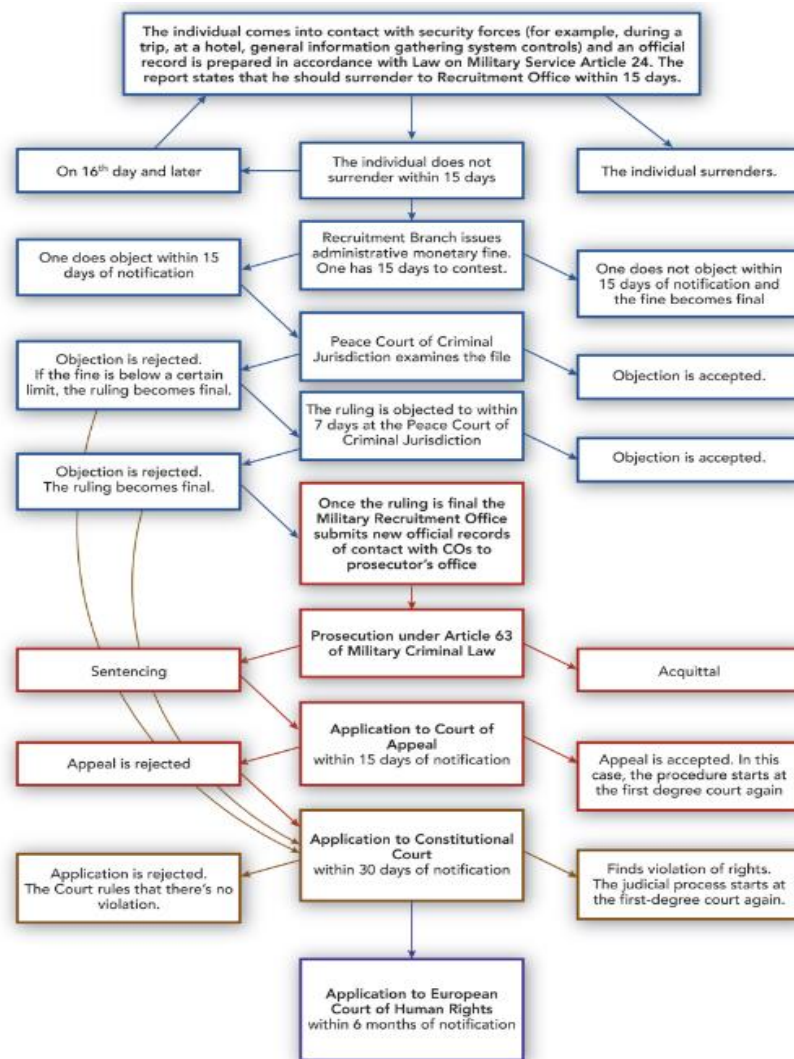 The individual comes into contact with security forces (for example, during a
trip, at a hotel, general information gathering system controls) and an official
record is prepared in accordance with Law on Military Service Article 24. The
report states that he should surrender to Recruitment Office within 15 days.
On 16th day and later
The individual does not
surrender within 15 days
The individual surrenders.
Recruitment Branch issues
administrative monetary fine.
One has 15 days to contest.
One does object within 15
days of notification
One does not object within
15 days of notification and
the fine becomes final
Peace Court of Criminal
Jurisdiction examines the file
Objection is rejected.
If the fine is below a certain
limit, the ruling becomes final.
Objection is accepted.
The ruling is objected to within
7 days at the Peace Court of
Criminal Jurisdiction
Objection is rejected.
The ruling becomes final.
Objection is accepted.
Once the ruling is final the
Military Recruitment Office
submits new official records
of contact with COs to
prosecutor's office
Prosecution under Article 63
of Military Criminal Law
Sentencing
Acquittal
Application to Court of
Appeal
within 15 days of notification
Appeal is rejected
Appeal is accepted. In this
case, the procedure starts at
the first degree court again
Application to Constitutional
Court
within 30 days of notification
Application is rejected.
The Court rules that there's no
violation.
Finds violation of rights.
The judicial process starts at
the first-degree court again.
Application to European
Court of Human Rights
within 6 months of notification